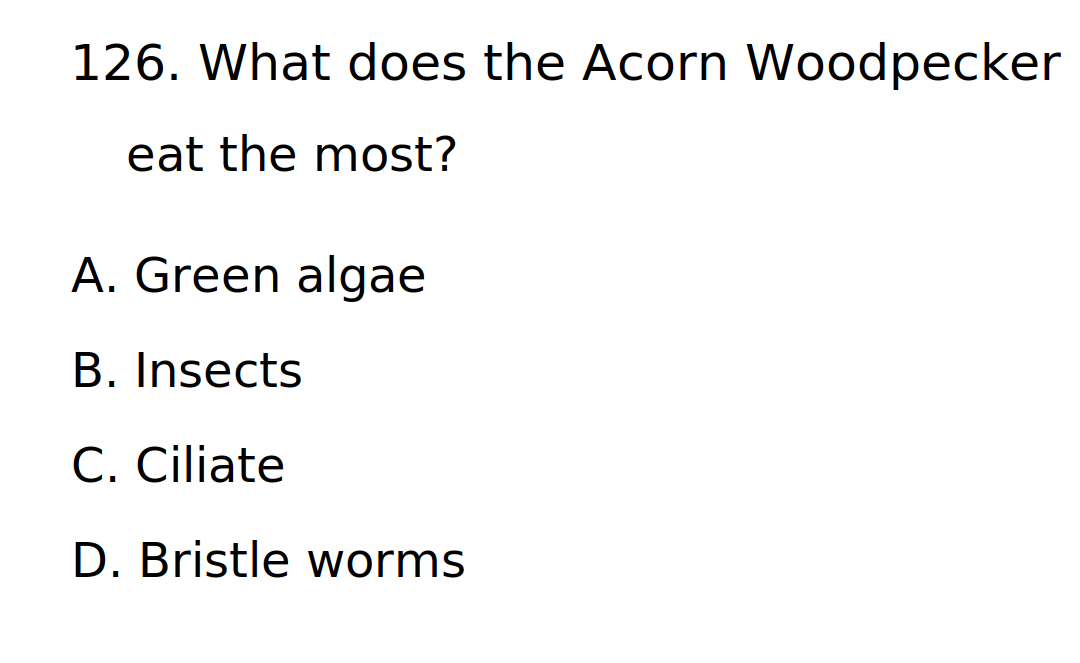 126. What does the Acorn Woodpecker
eat the most?
A. Green algae
B. Insects
C. Ciliate
D. Bristle worms